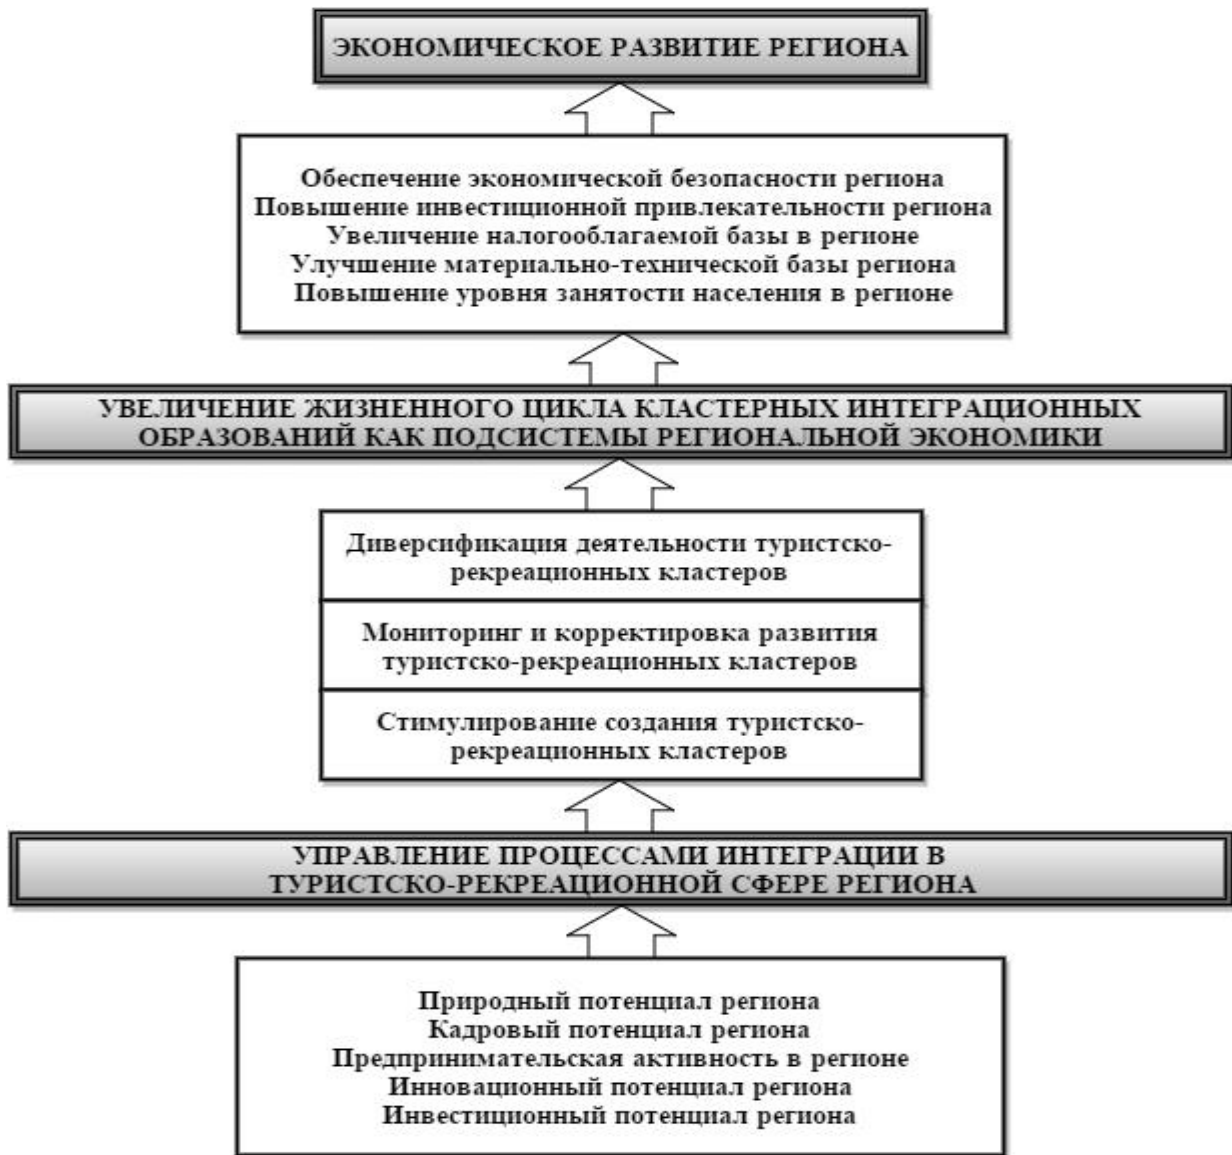 ЭКОНОМИЧЕСКОЕ РАЗВИТИЕ РЕГИОНА
Обеспечение экономической безопасности региона
Повышение инвестиционной привлекательности региона
Увеличение налогооблагаемой базы в регионе
Улучшение материально-технической базы региона
Повышение уровня занятости населения в регионе
УВЕЛИЧЕНИЕ ЖИЗНЕННОГО ЦИКЛА КЛАСТЕРНЫХ ИНТЕГРАЦИОННЫХ
ОБРАЗОВАНИЙ КАК ПОДСИСТЕМЫ РЕГИОНАЛЬНОЙ ЭКОНОМИКИ
Диверсификация деятельности туристско-
рекреационных кластеров
Мониторинг и корректировка развития
туристско-рекреационных кластеров
Стимулирование создания туристско-
рекреационных кластеров
УПРАВЛЕНИЕ ПРОЦЕССАМИ ИНТЕГРАЦИИ В
ТУРИСТСКО-РЕКРЕАЦИОННОЙ СФЕРЕ РЕГИОНА
Природный потенциал региона
Кадровый потенциал региона
Предпринимательская активность в регионе
Инновационный потенциал региона
Инвестиционный потенциал региона